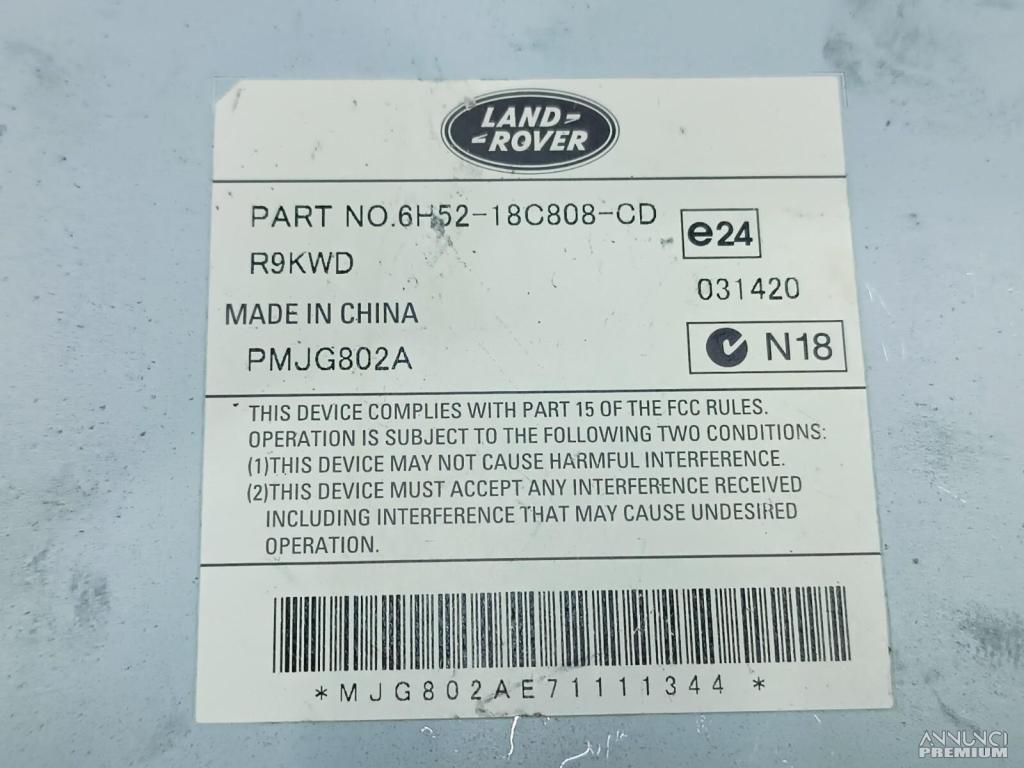 LAND-
-ROVER
PART NO.6H52-18C808-CD
e24
R9KWD
031420
MADE IN CHINA
N18
PMJG802A
THIS DEVICE COMPLIES WITH PART 15 OF THE FCC RULES.
OPERATION IS SUBJECT TO THE FOLLOWING TWO CONDITIONS:
(1)THIS DEVICE MAY NOT CAUSE HARMFUL INTERFERENCE.
(2)THIS DEVICE MUST ACCEPT ANY INTERFERENCE RECEIVED
INCLUDING INTERFERENCE THAT MAY CAUSE UNDESIRED
OPERATION.
*MJG802AE71111344 *
ANNUNCI
PREMIUM